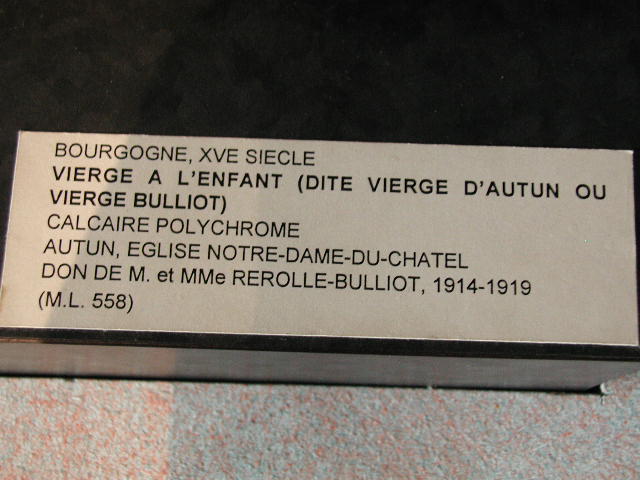 BOURGOGNE, XVE SIECLE
VIERGE A L'ENFANT (DITE VIERGE D'AUTUN OU
VIERGE BULLIOT)
CALCAIRE POLYCHROME
AUTUN, EGLISE NOTRE-DAME-DU-CHATEL
DON DE M. et MMe REROLLE-BULLIOT, 1914-1919
(M.L. 558)